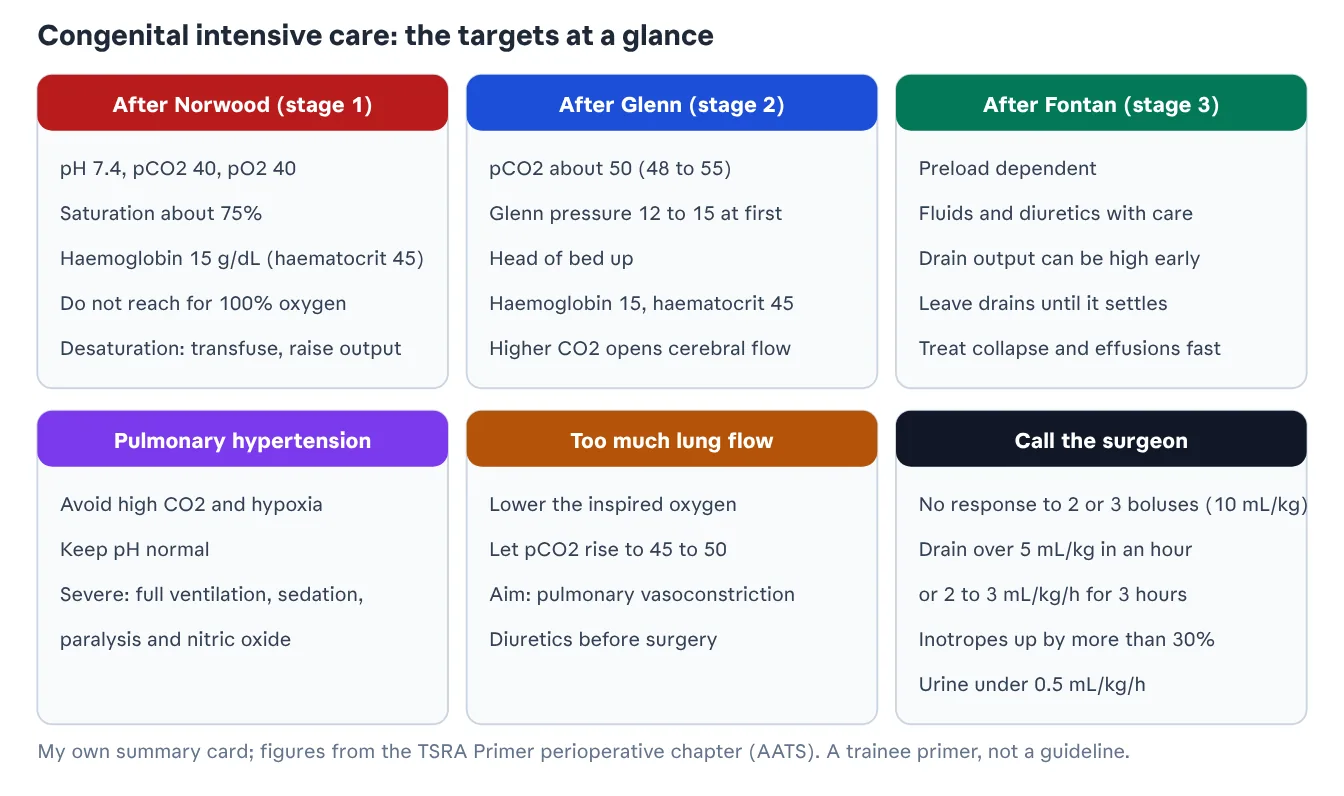 Congenital intensive care: the targets at a glance
After Norwood (stage 1)
pH 7.4, pCO2 40, pO2 40
Saturation about 75%
Haemoglobin 15 g/dL (haematocrit 45)
Do not reach for 100% oxygen
Desaturation: transfuse, raise output
After Glenn (stage 2)
pCO2 about 50 (48 to 55)
Glenn pressure 12 to 15 at first
Head of bed up
Haemoglobin 15, haematocrit 45
Higher CO2 opens cerebral flow
After Fontan (stage 3)
Preload dependent
Fluids and diuretics with care
Drain output can be high early
Leave drains until it settles
Treat collapse and effusions fast
Pulmonary hypertension
Avoid high CO2 and hypoxia
Keep pH normal
Severe: full ventilation, sedation,
paralysis and nitric oxide
Too much lung flow
Lower the inspired oxygen
Let pCO2 rise to 45 to 50
Aim: pulmonary vasoconstriction
Diuretics before surgery
Call the surgeon
No response to 2 or 3 boluses (10 mL/kg)
Drain over 5 mL/kg in an hour
or 2 to 3 mL/kg/h for 3 hours
Inotropes up by more than 30%
Urine under 0.5 mL/kg/h
My own summary card; figures from the TSRA Primer perioperative chapter (AATS). A trainee primer, not a guideline.